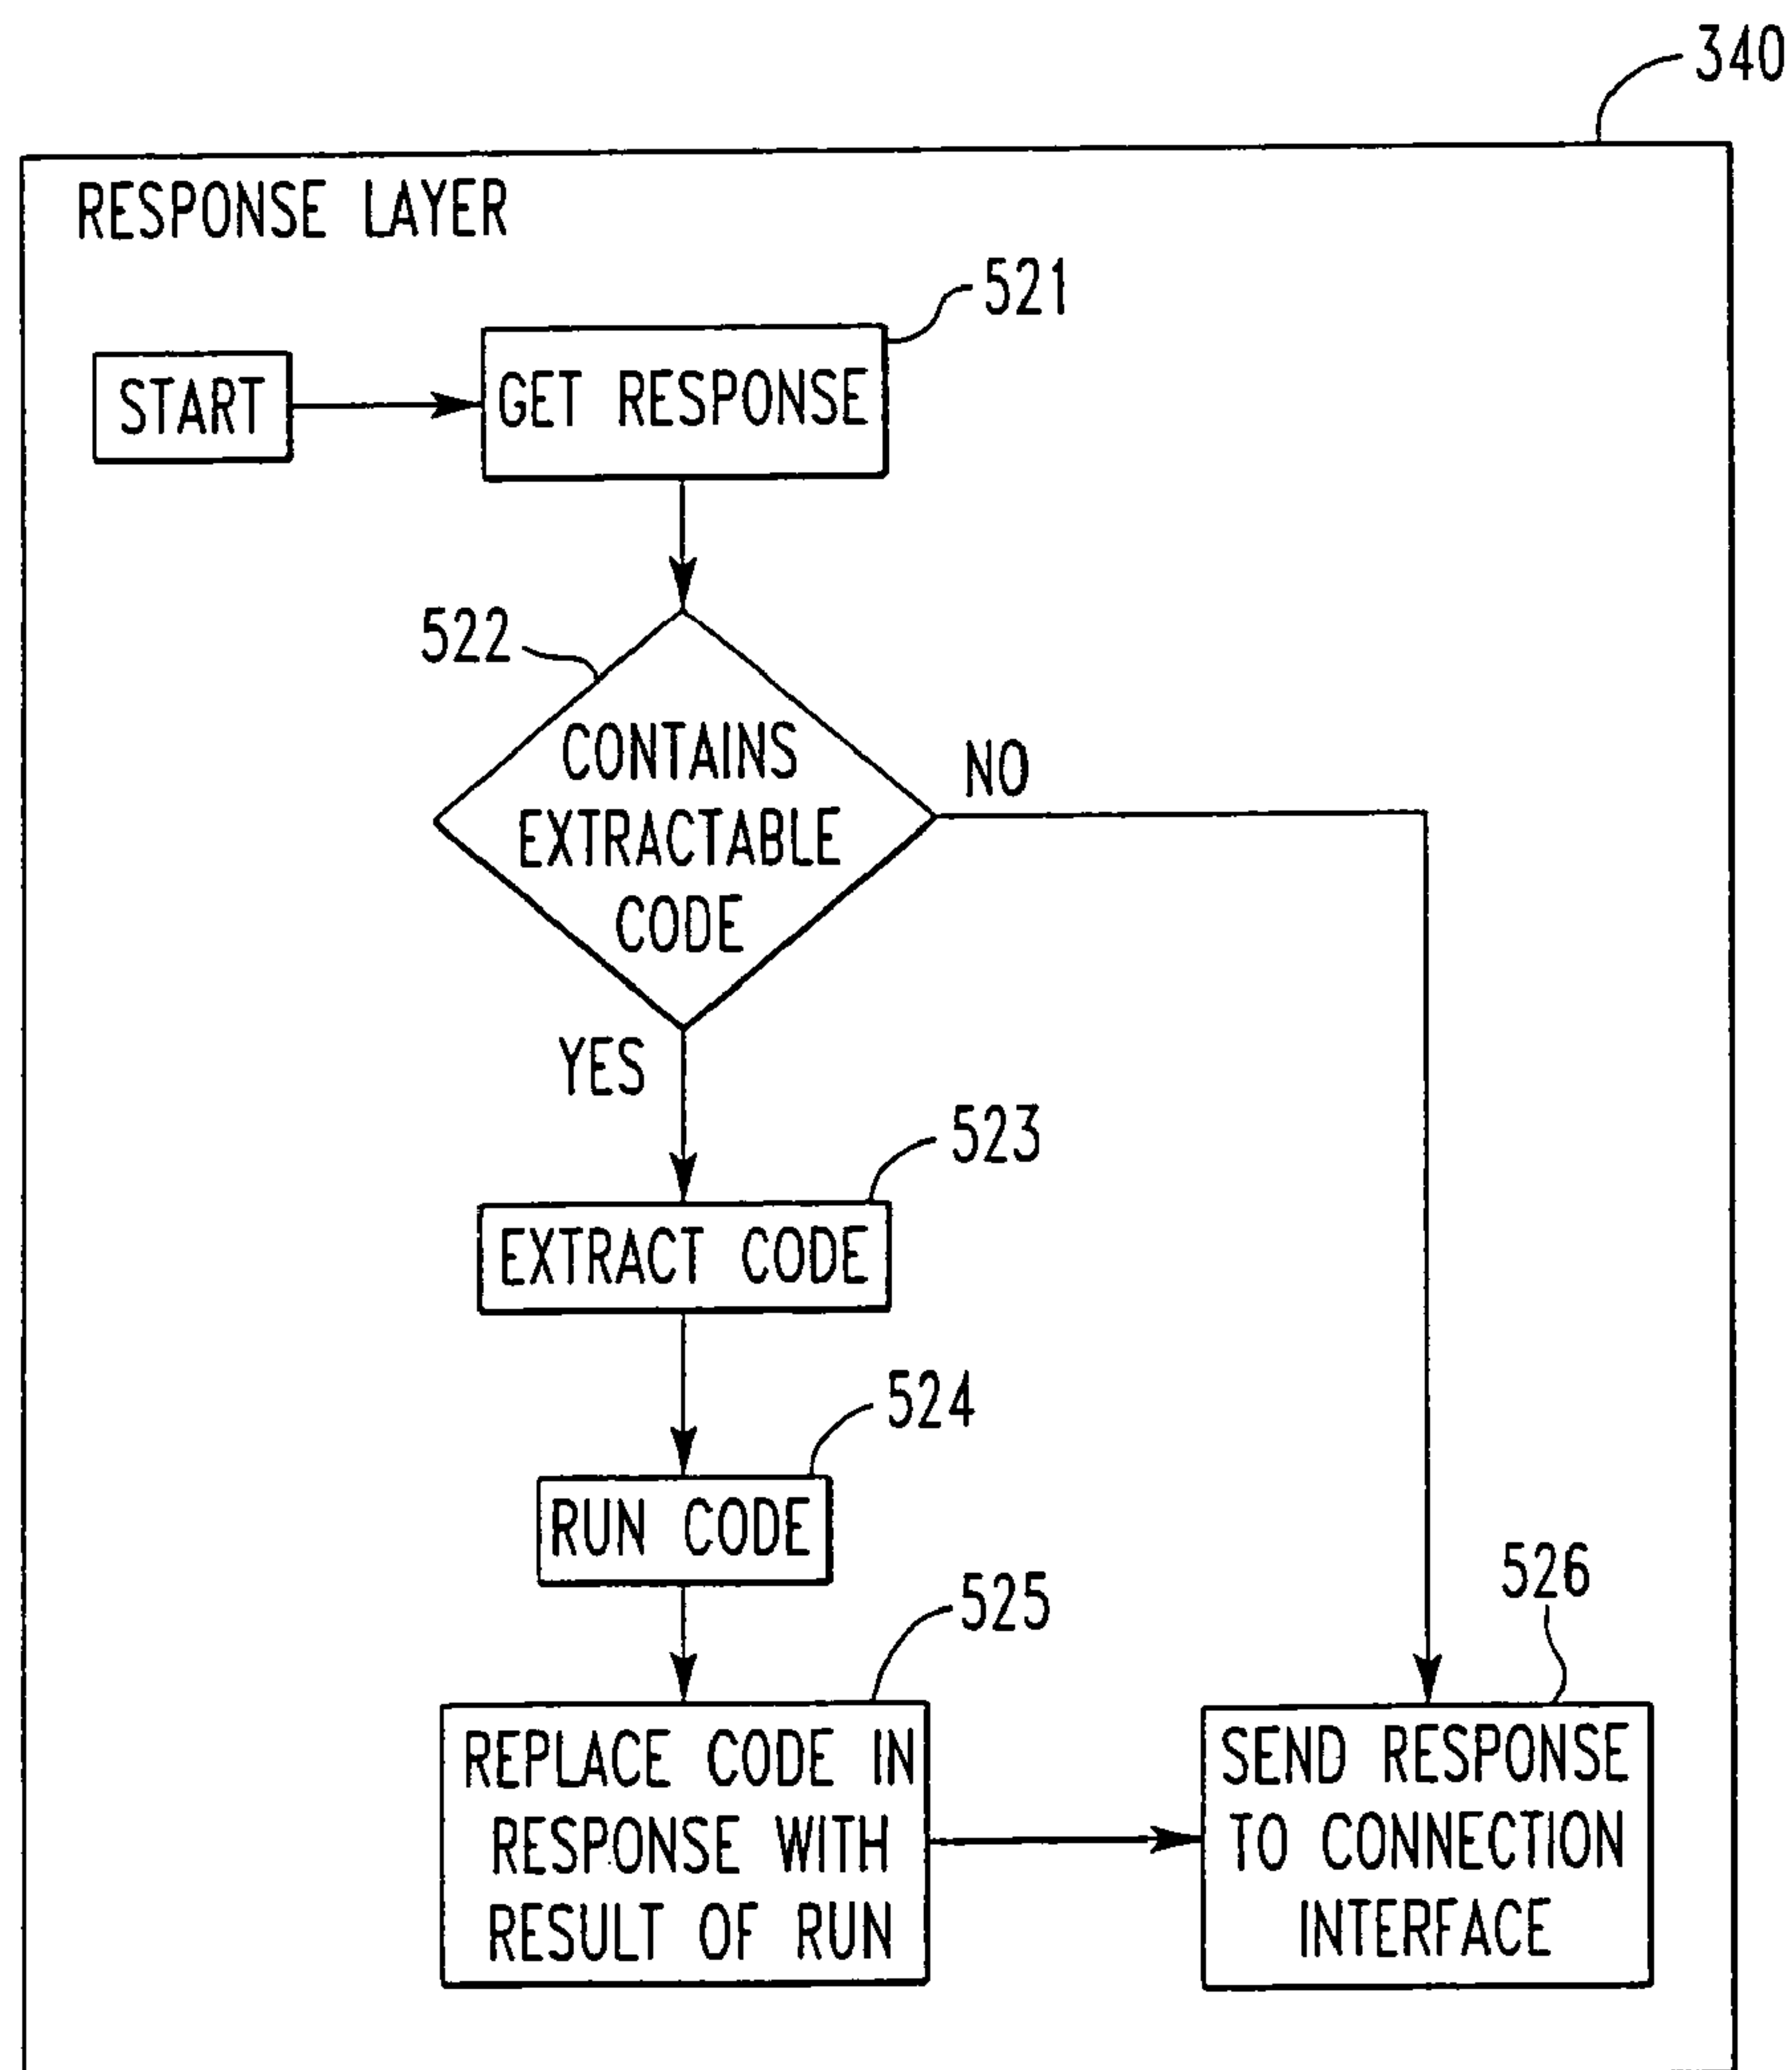 340
RESPONSE LAYER
521
START
GET RESPONSE
522
CONTAINS
EXTRACTABLE
CODE
NO
YES
523
EXTRACT CODE
524
RUN CODE
525
REPLACE CODE IN
RESPONSE WITH
RESULT OF RUN
526
SEND RESPONSE
TO CONNECTION
INTERFACE